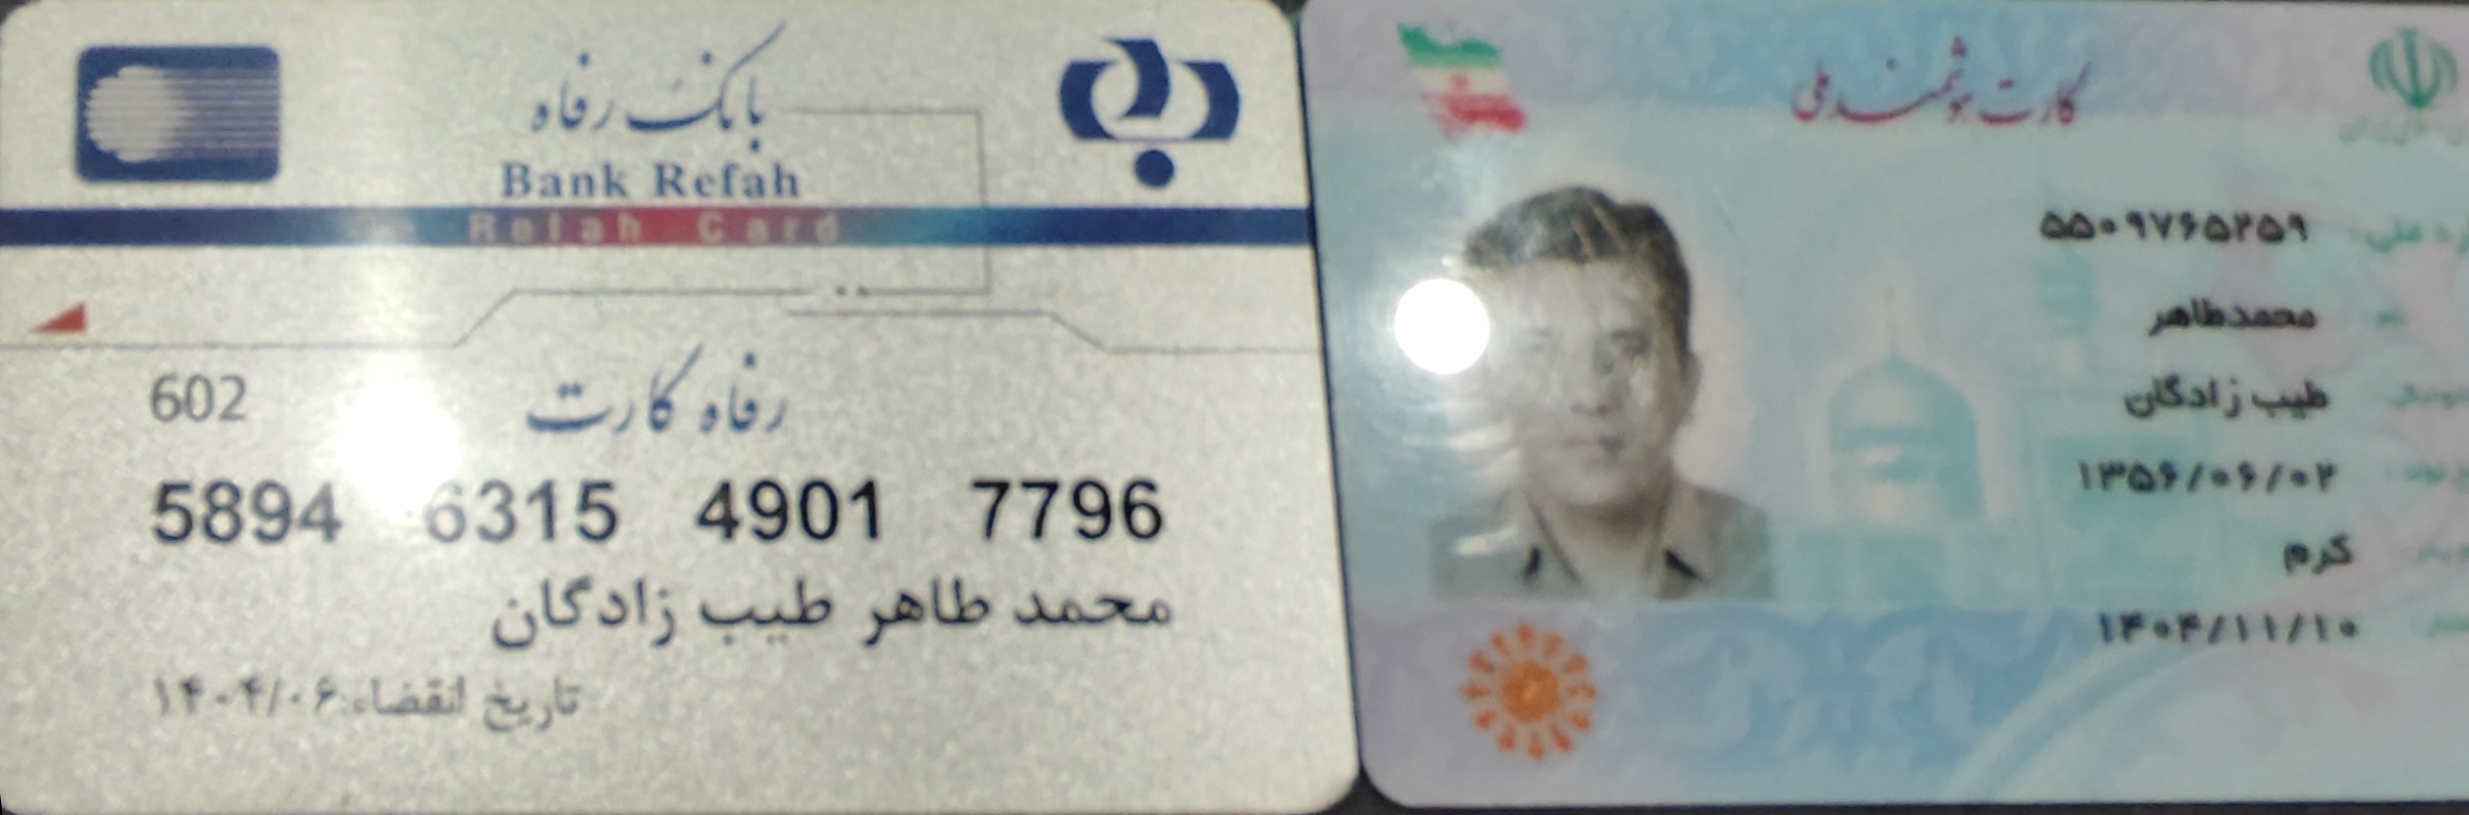 بانک رفاه
Bank Refah
Refah Card
602
رفاه کارت
5894 6315 4901 7796
محمد طاهر طیب زادگان
تاریخ انقضاء: ۱۴۰۴/۰۶
کارت هوشمند ملی
۵۵۰۹۷۶۵۲۵۹
محمدطاهر
طیب زادگان
۱۳۵۶/۰۶/۰۲
کرم
۱۴۰۴/۱۱/۱۰